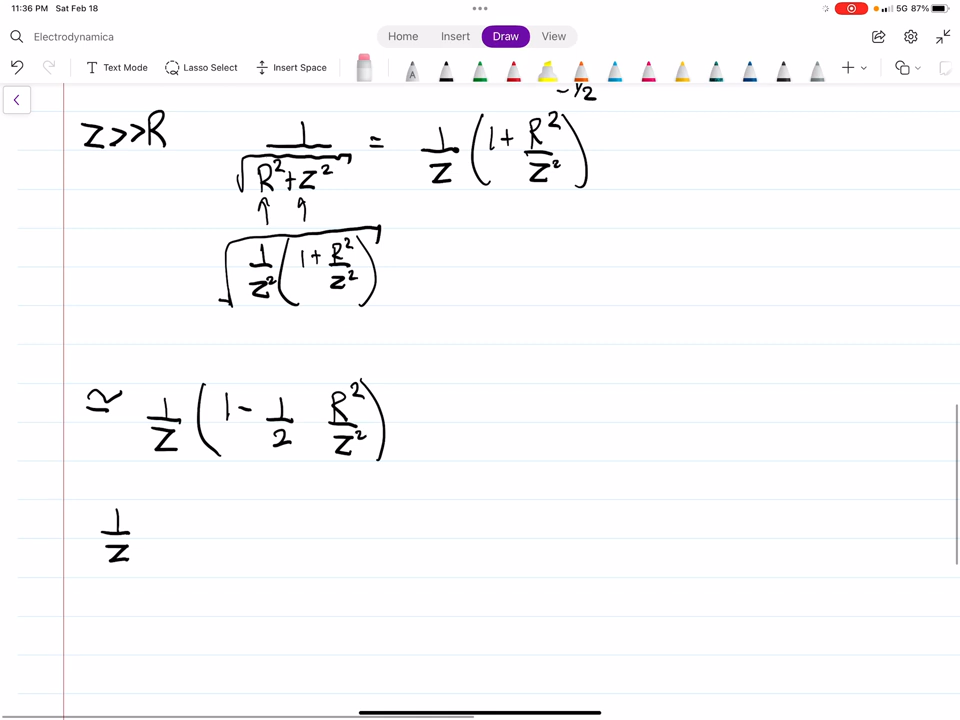 11:36 PM Sat Feb 18
5G 87%
Electrodynamica
Home Insert Draw View
Text Mode Lasso Select Insert Space
A
z>>R 1/√(R²+z²) = 1/z (1+R²/z²)^(-1/2)
√(1/z² (1+R²/z²))
≅ 1/z (1 - 1/2 R²/z²)
1/z